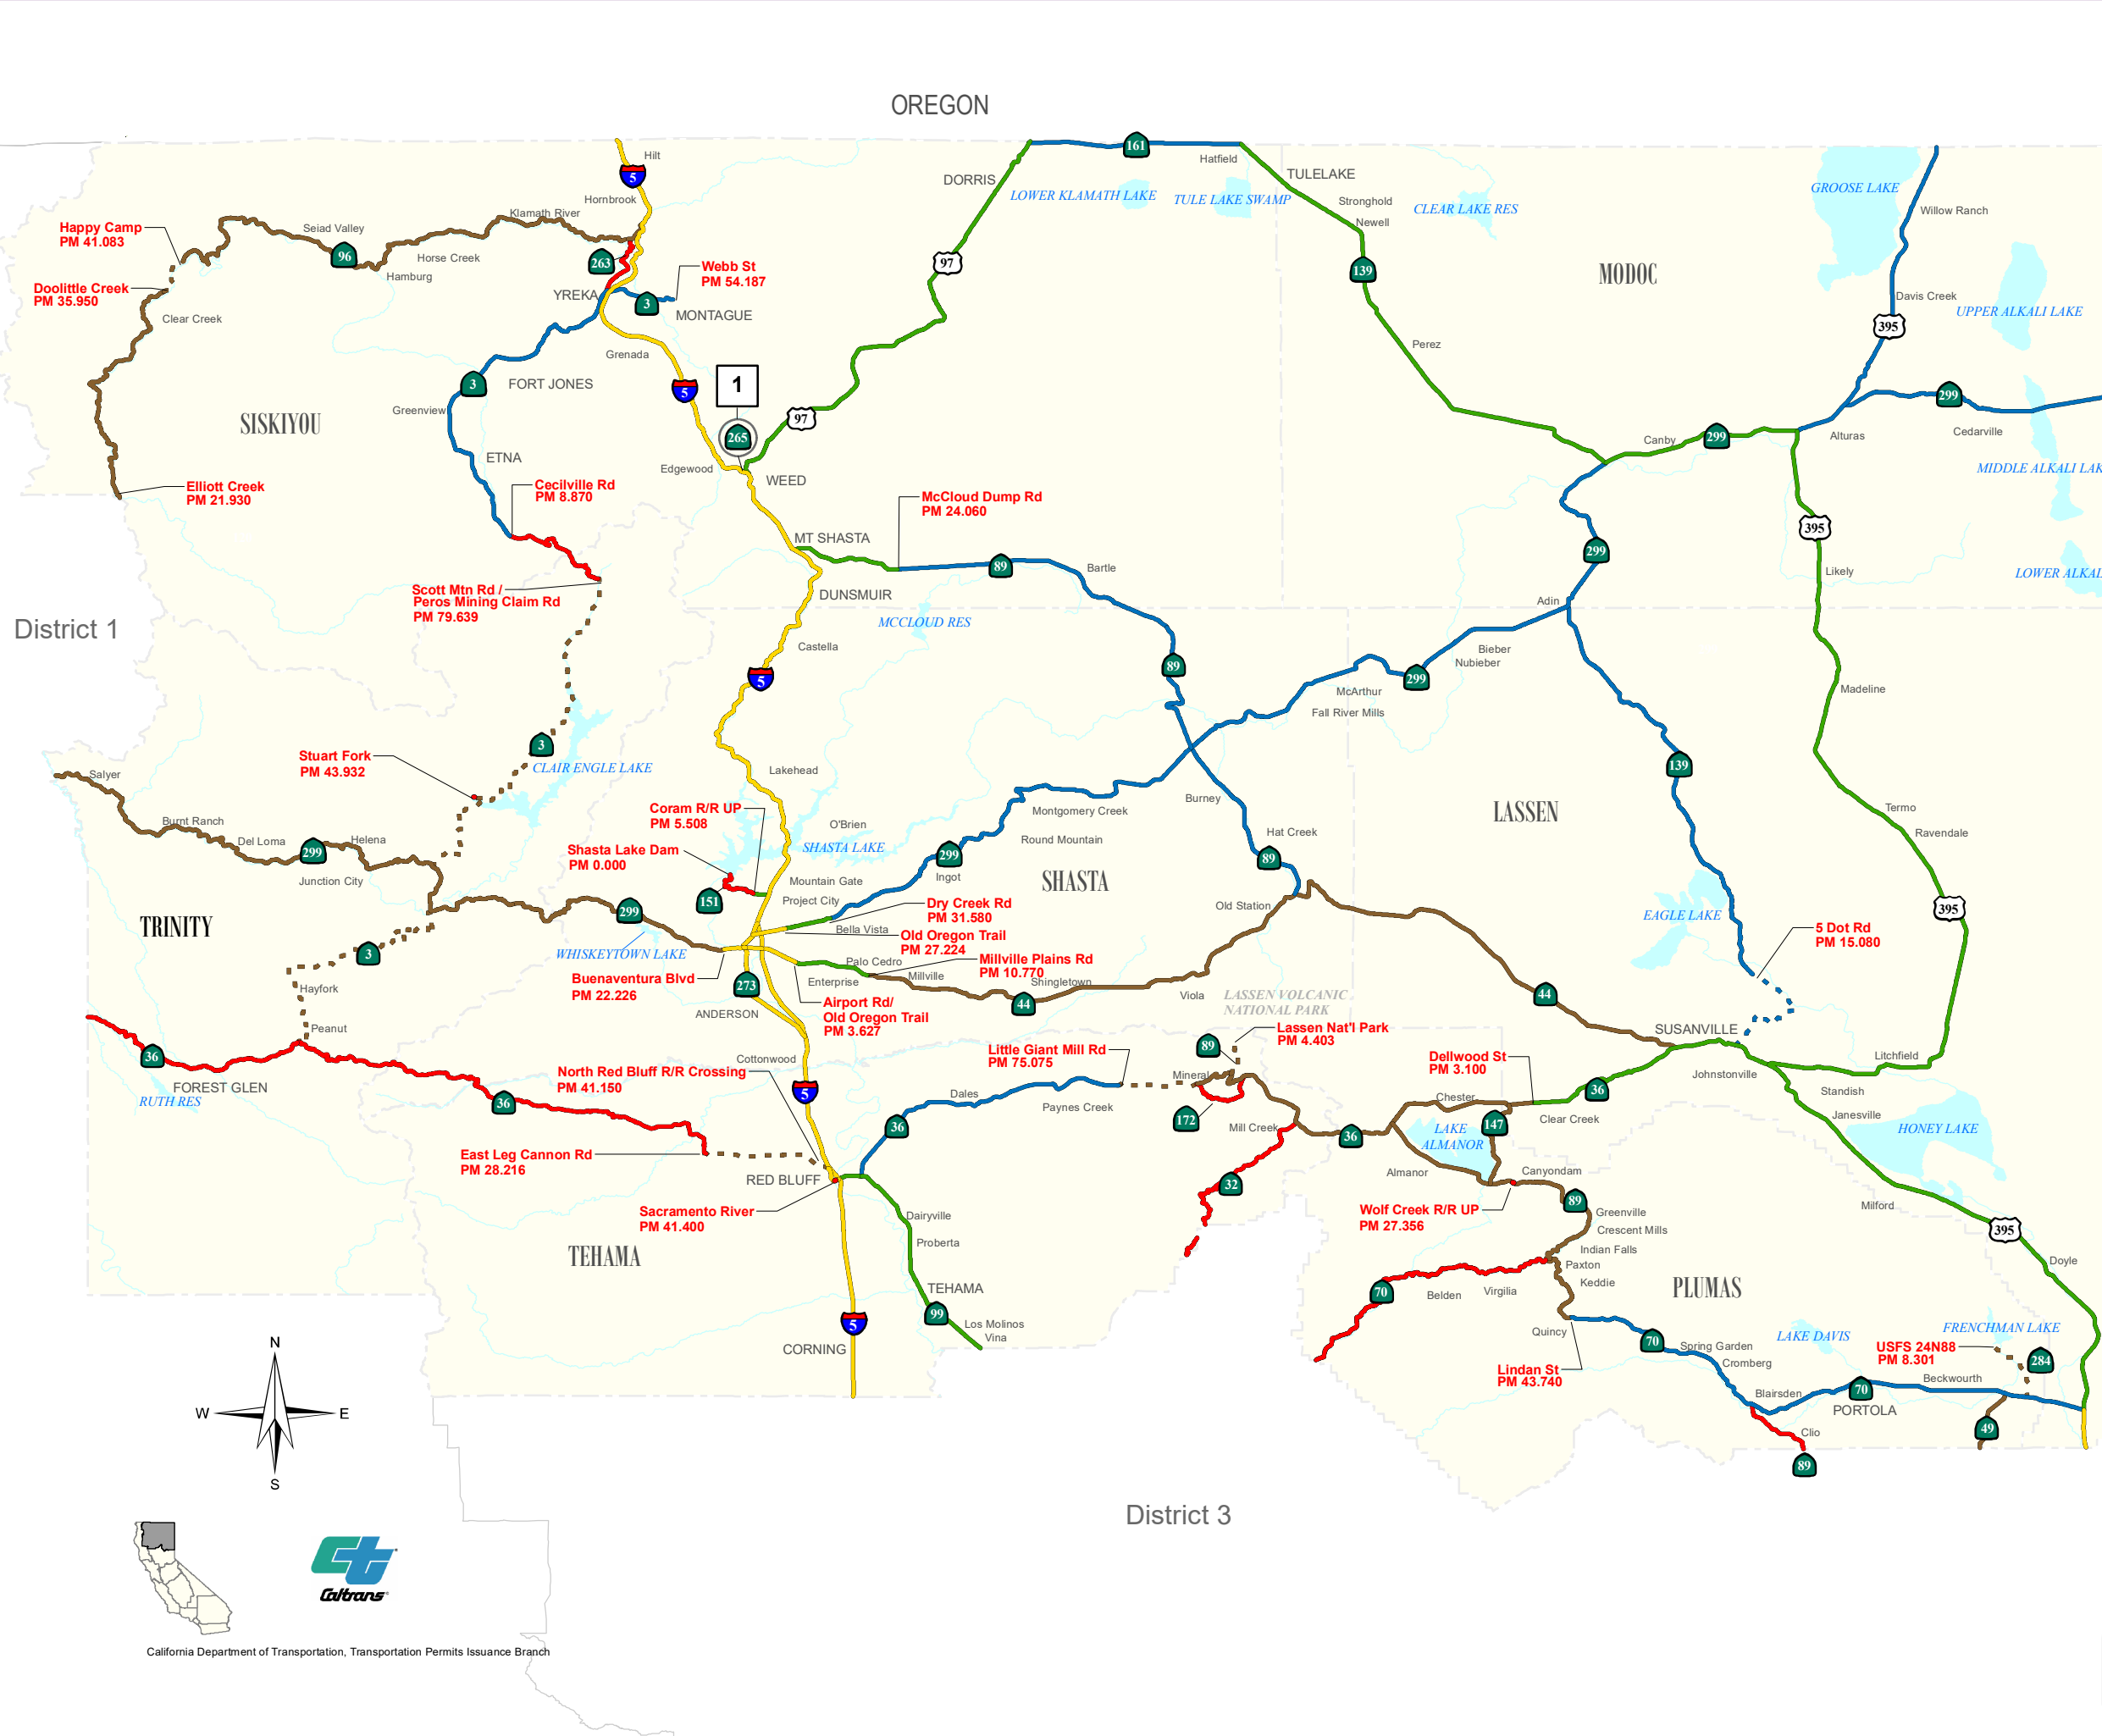 OREGON
Hilt
5
Hornbrook
DORRIS
161
Hatfield
TULELAKE
LOWER KLAMATH LAKE
TULE LAKE SWAMP
Stronghold
Newell
CLEAR LAKE RES
GROOSE LAKE
Willow Ranch
Happy Camp
PM 41.083
Seiad Valley
Klamath River
96
Horse Creek
Hamburg
263
Webb St
PM 54.187
97
139
MODOC
Doolittle Creek
PM 35.950
Clear Creek
YREKA
3
MONTAGUE
Davis Creek
UPPER ALKALI LAKE
395
Grenada
Perez
3
FORT JONES
Greenview
5
1
97
265
SISKIYOU
299
Canby
299
Alturas
Cedarville
ETNA
Edgewood
WEED
MIDDLE ALKALI LAK
Elliott Creek
PM 21.930
Cecilville Rd
PM 8.870
McCloud Dump Rd
PM 24.060
MT SHASTA
395
299
89
Bartle
Likely
LOWER ALKAL
Scott Mtn Rd /
Peros Mining Claim Rd
PM 79.639
DUNSMUIR
Adin
District 1
MCCLOUD RES
Castella
5
89
Bieber
Nubieber
299
McArthur
Fall River Mills
Madeline
3
Stuart Fork
PM 43.932
CLAIR ENGLE LAKE
Salyer
Lakehead
139
Burney
Coram R/R UP
PM 5.508
Montgomery Creek
LASSEN
Termo
Ravendale
Burnt Ranch
Del Loma
299
Helena
Junction City
O'Brien
SHASTA LAKE
Shasta Lake Dam
PM 0.000
299
Ingot
Round Mountain
Hat Creek
89
SHASTA
Mountain Gate
Project City
151
299
Dry Creek Rd
PM 31.580
Old Station
395
EAGLE LAKE
TRINITY
Bella Vista
Old Oregon Trail
PM 27.224
5 Dot Rd
PM 15.080
3
WHISKEYTOWN LAKE
Buenaventura Blvd
PM 22.226
Palo Cedro
Millville Plains Rd
PM 10.770
Enterprise
Millville
Shingletown
Hayfork
273
44
Viola
44
LASSEN VOLCANIC
NATIONAL PARK
Airport Rd/
Old Oregon Trail
PM 3.627
ANDERSON
Peanut
36
FOREST GLEN
RUTH RES
Cottonwood
Little Giant Mill Rd
PM 75.075
89
Lassen Nat'l Park
PM 4.403
Dellwood St
PM 3.100
SUSANVILLE
Litchfield
Johnstonville
Standish
Janesville
North Red Bluff R/R Crossing
PM 41.150
5
36
Dales
Paynes Creek
Mineral
172
Mill Creek
Chester
36
Clear Creek
147
LAKE
ALMANOR
36
36
HONEY LAKE
East Leg Cannon Rd
PM 28.216
RED BLUFF
32
Almanor
Canyondam
Sacramento River
PM 41.400
Wolf Creek R/R UP
PM 27.356
89
Greenville
Milford
Dairyville
Proberta
Crescent Mills
Indian Falls
Paxton
Keddie
395
Doyle
TEHAMA
TEHAMA
99
Los Molinos
Vina
70
Belden
Virgilia
PLUMAS
5
CORNING
Quincy
70
Spring Garden
Cromberg
LAKE DAVIS
FRENCHMAN LAKE
USFS 24N88
PM 8.301
284
Lindan St
PM 43.740
Blairsden
70
PORTOLA
Beckwourth
49
Clio
89
N
W
E
S
District 3
Caltrans
California Department of Transportation, Transportation Permits Issuance Branch